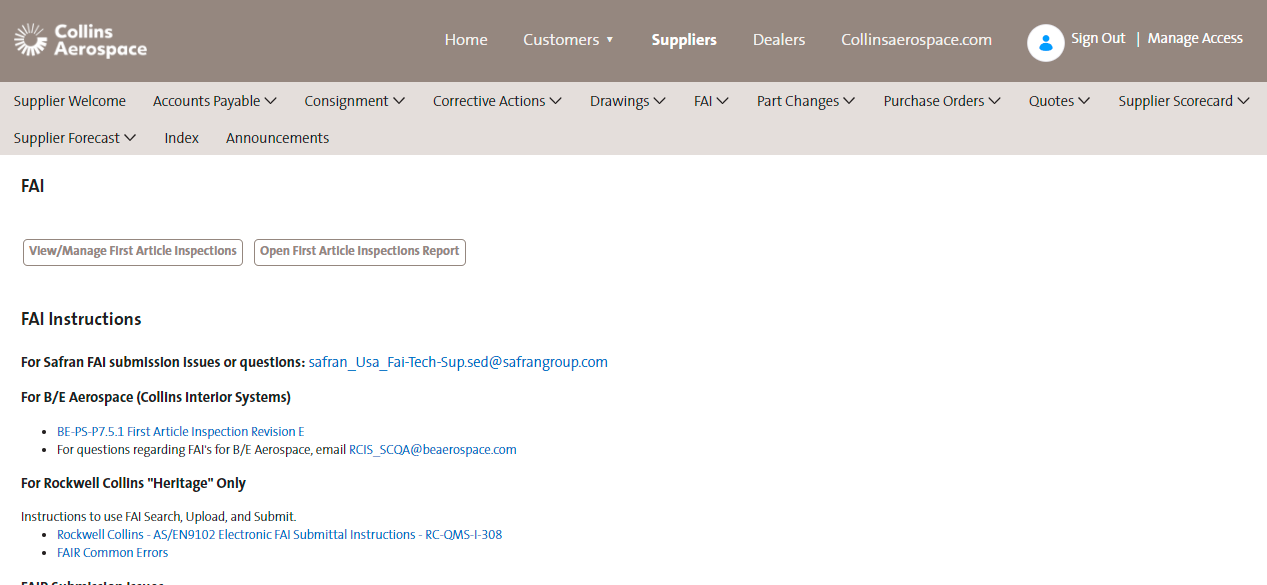 Collins Aerospace
Home Customers ▼ Suppliers Dealers Collinsaerospace.com Sign Out | Manage Access
Supplier Welcome Accounts Payable Consignment Corrective Actions Drawings FAI Part Changes Purchase Orders Quotes Supplier Scorecard
Supplier Forecast Index Announcements
FAI
View/Manage First Article Inspections Open First Article Inspections Report
FAI Instructions
For Safran FAI submission issues or questions: safran_Usa_Fai-Tech-Sup.sed@safrangroup.com
For B/E Aerospace (Collins Interior Systems)
• BE-PS-P7.5.1 First Article Inspection Revision E
• For questions regarding FAI's for B/E Aerospace, email RCIS_SCQA@beaerospace.com
For Rockwell Collins "Heritage" Only
Instructions to use FAI Search, Upload, and Submit.
• Rockwell Collins - AS/EN9102 Electronic FAI Submittal Instructions - RC-QMS-I-308
• FAIR Common Errors
FAIR Submission Issues